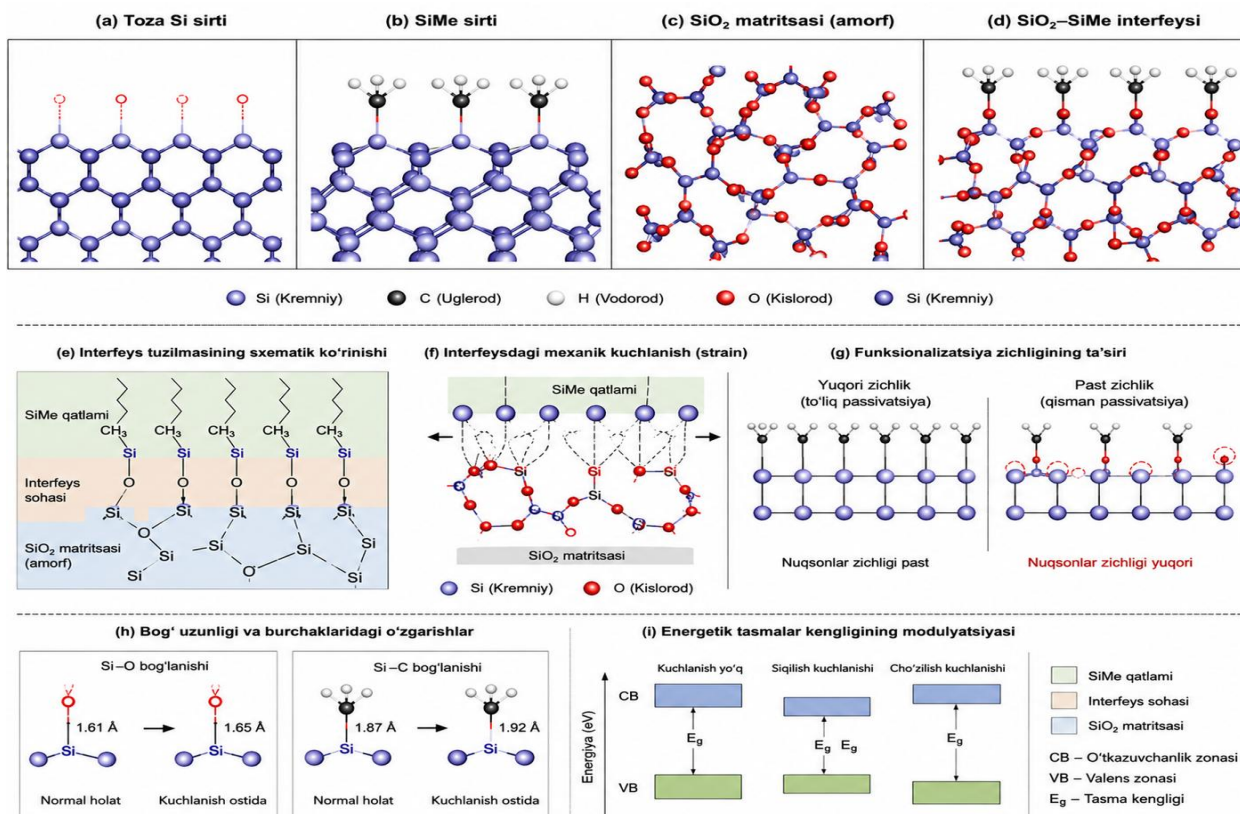 (a) Toza Si sirti
(b) SiMe sirti
(c) SiO₂ matritsasi (amorf)
(d) SiO₂–SiMe interfeysi
Si (Kremniy)
C (Uglerod)
H (Vodorod)
O (Kislorod)
Si (Kremniy)
(e) Interfeys tuzilmasining sxematik ko‘rinishi
SiMe qatlami
CH₃ CH₃ CH₃ CH₃ CH₃
Si Si Si Si Si
Interfeys
sohasi
O O O O O
Si Si Si Si Si
SiO₂ matritsasi
(amorf)
O
Si Si Si Si
Si O Si
(f) Interfeysdagi mexanik kuchlanish (strain)
SiMe qatlami
Si Si Si
Si Si
O
SiO₂ matritsasi
Si (Kremniy)
O (Kislorod)
(g) Funksionalizatsiya zichligining ta’siri
Yuqori zichlik
(to‘liq passivatsiya)
Nuqsonlar zichligi past
Past zichlik
(qisman passivatsiya)
Nuqsonlar zichligi yuqori
(h) Bog‘ uzunligi va burchaklaridagi o‘zgarishlar
Si–O bog‘lanishi
O
1.61 Å
Si
O
1.65 Å
Si
Normal holat
Kuchlanish ostida
Si–C bog‘lanishi
1.87 Å
Si
1.92 Å
Si
Normal holat
Kuchlanish ostida
(i) Energetik tasmalar kengligining modulyatsiyasi
Energiya (eV)
Kuchlanish yo‘q
Siqilish kuchlanishi
Cho‘zilish kuchlanishi
CB
E_g
E_g E_g
E_g
VB
SiMe qatlami
Interfeys sohasi
SiO₂ matritsasi
CB – O‘tkazuvchanlik zonasi
VB – Valens zonasi
E_g – Tasma kengligi